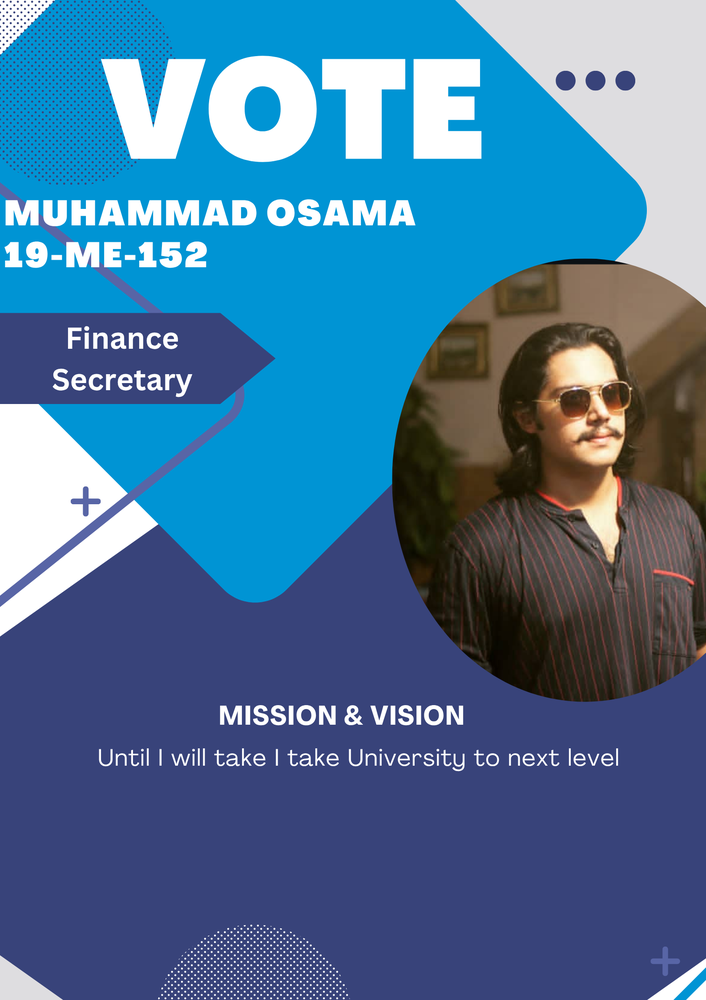 VOTE
MUHAMMAD OSAMA
19-ME-152
Finance
Secretary
MISSION & VISION
Until I will take I take University to next level